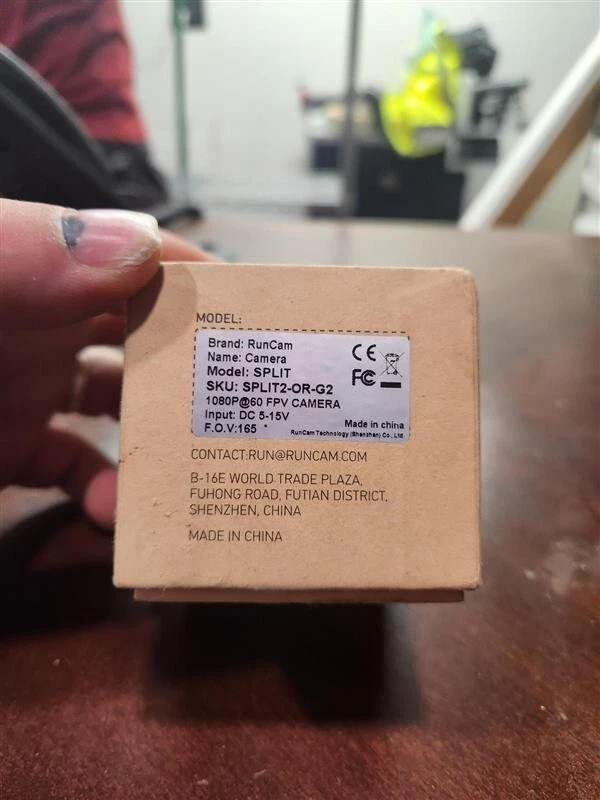 MODEL:
Brand: RunCam
Name: Camera
Model: SPLIT
SKU: SPLIT2-OR-G2
1080P@60 FPV CAMERA
Input: DC 5-15V
F.O.V:165 °
CE
FC
Made in china
RunCam Technology (Shenzhen) Co., Ltd
CONTACT:RUN@RUNCAM.COM
B-16E WORLD TRADE PLAZA,
FUHONG ROAD, FUTIAN DISTRICT,
SHENZHEN, CHINA
MADE IN CHINA